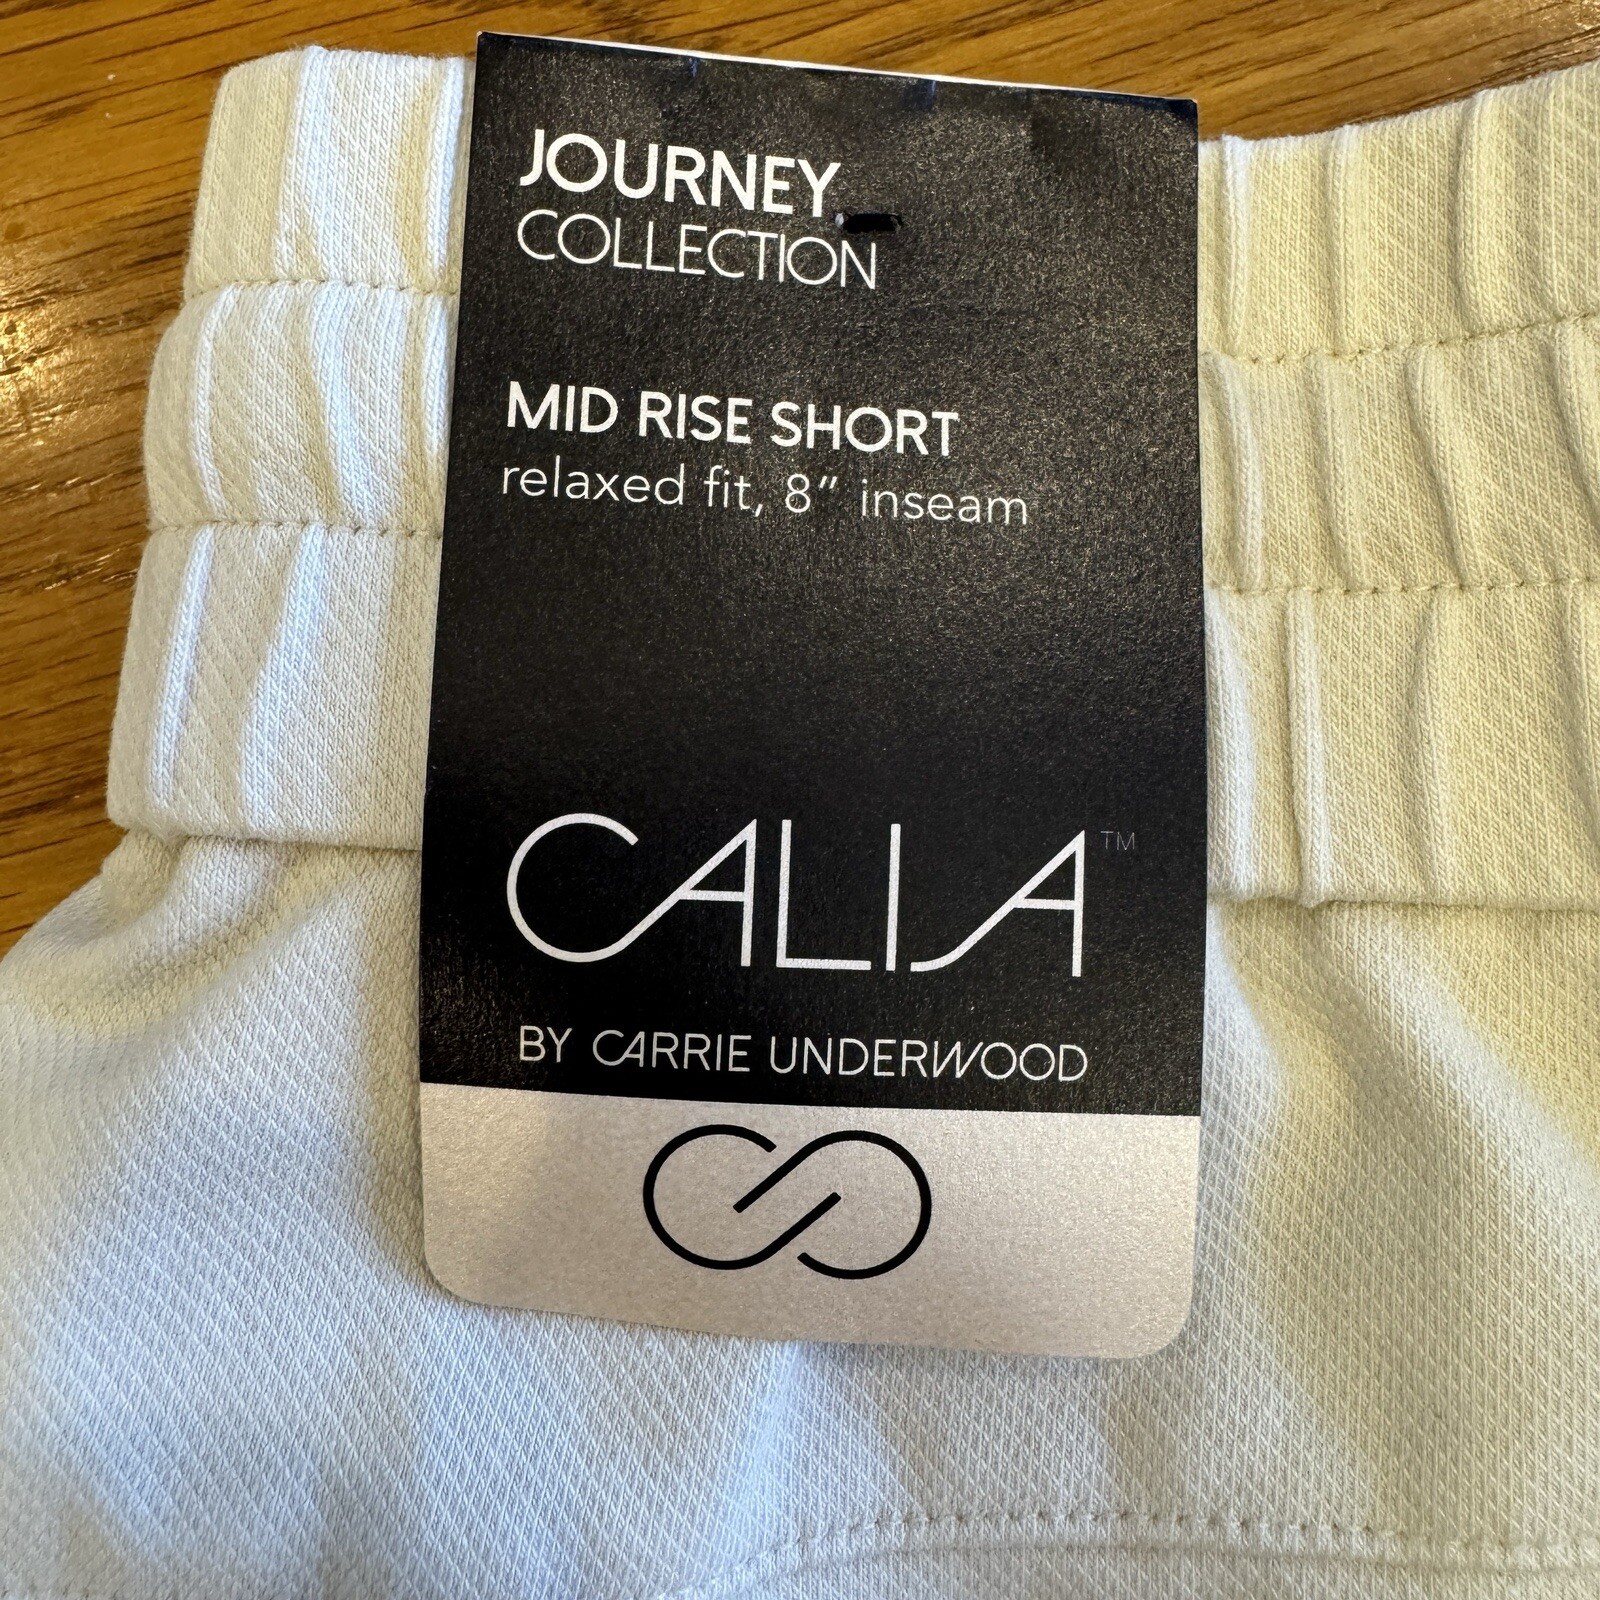 JOURNEY
COLLECTION
MID RISE SHORT
relaxed fit, 8” inseam
CALIA™
BY CARRIE UNDERWOOD